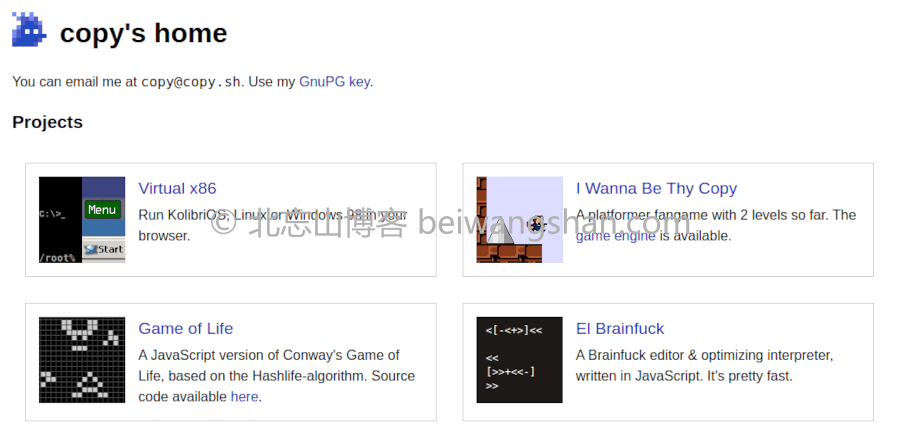 copy's home
You can email me at copy@copy.sh. Use my GnuPG key.
Projects
C:\>_
Menu
Start
/root%
Virtual x86
Run KolibriOS, Linux or Windows 98 in your
browser.
I Wanna Be Thy Copy
A platformer fangame with 2 levels so far. The
game engine is available.
© 北忘山博客 beiwangshan.com
Game of Life
A JavaScript version of Conway's Game of
Life, based on the Hashlife-algorithm. Source
code available here.
<[-<+>]<<
<<
[>>+<<-]
>>
El Brainfuck
A Brainfuck editor & optimizing interpreter,
written in JavaScript. It's pretty fast.